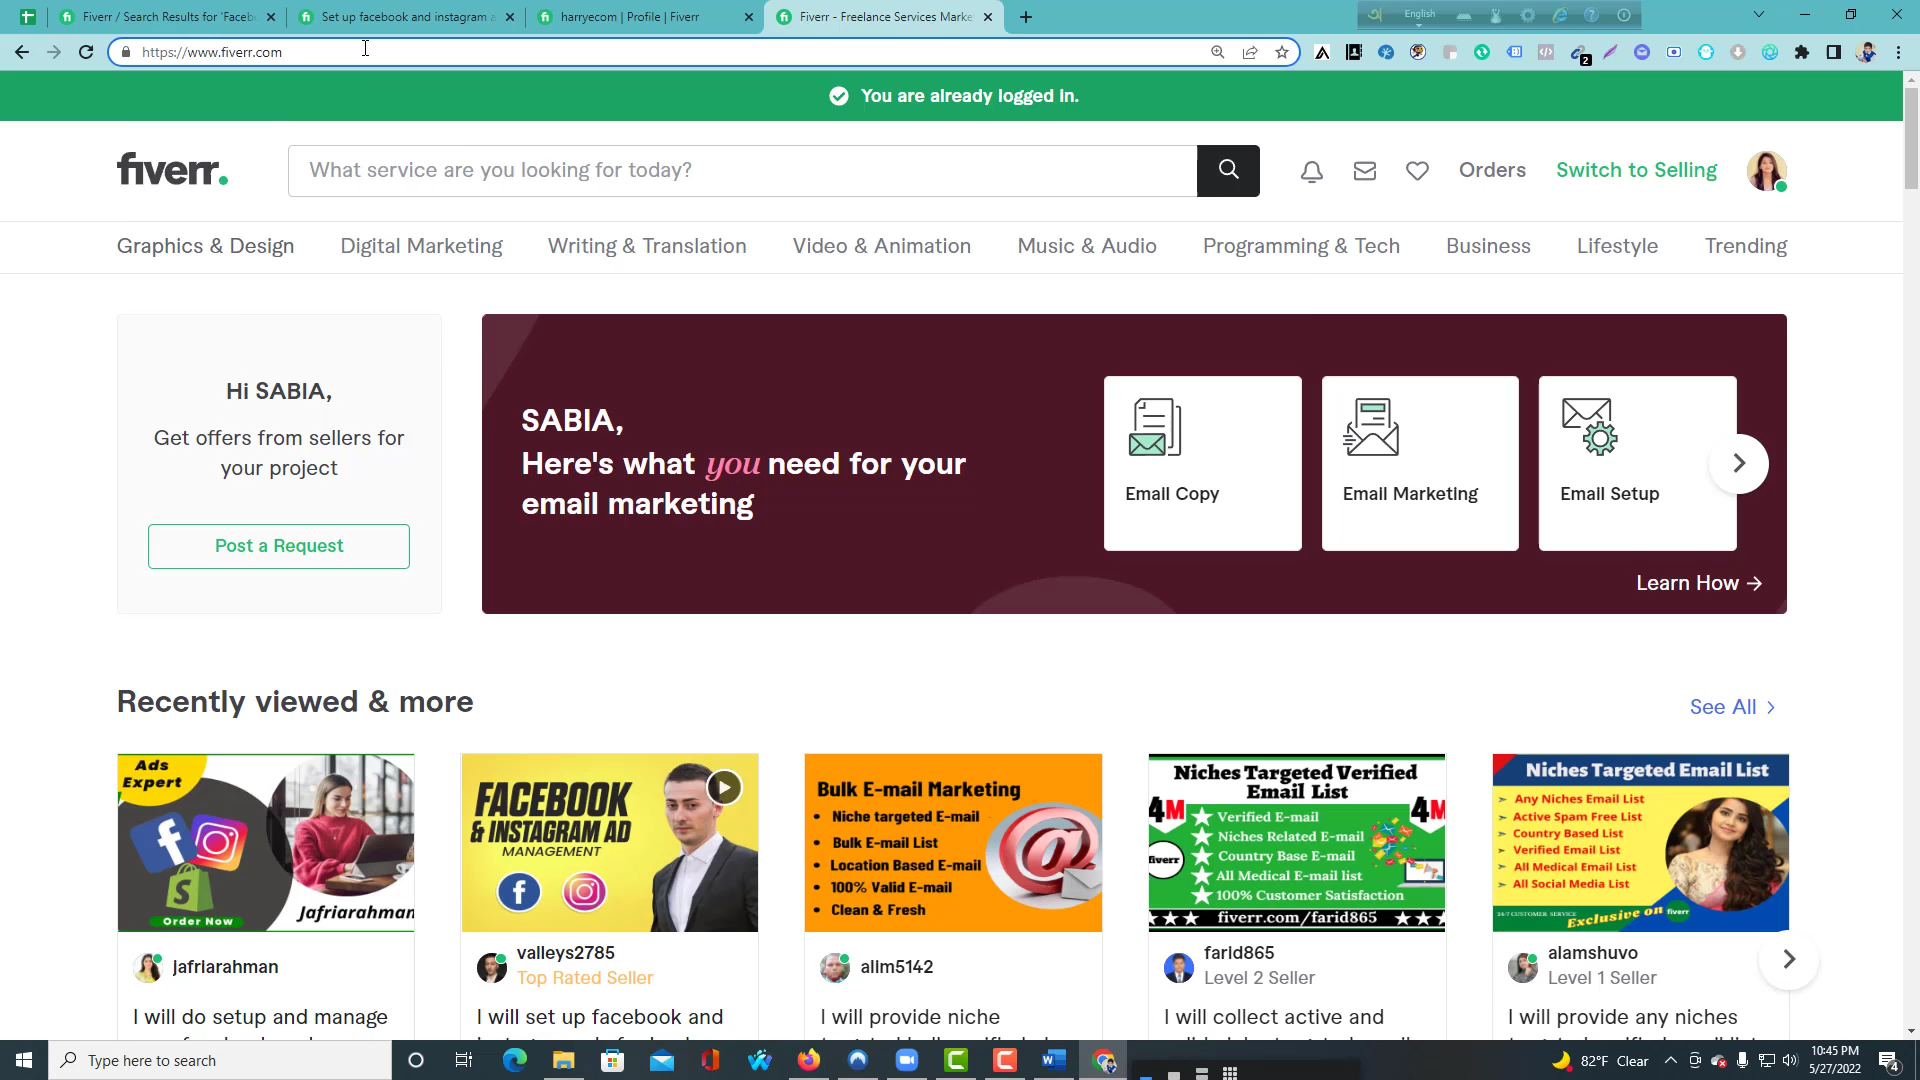 Fiverr / Search Results for 'Faceb
Set up facebook and instagram a
harryecom | Profile | Fiverr
Fiverr - Freelance Services Marke
English
https://www.fiverr.com
2
You are already logged in.
fiverr.
What service are you looking for today?
Orders
Switch to Selling
Graphics & Design
Digital Marketing
Writing & Translation
Video & Animation
Music & Audio
Programming & Tech
Business
Lifestyle
Trending
Hi SABIA,
Get offers from sellers for
your project
Post a Request
SABIA,
Here's what you need for your
email marketing
Email Copy
Email Marketing
Email Setup
Learn How →
Recently viewed & more
See All
Ads
Expert
Order Now
Jafriarahman
FACEBOOK
& INSTAGRAM AD
MANAGEMENT
Bulk E-mail Marketing
• Niche targeted E-mail
• Bulk E-mail List
• Location Based E-mail
• 100% Valid E-mail
• Clean & Fresh
Niches Targeted Verified
Email List
4M
4M
Verified E-mail
Niches Related E-mail
Country Base E-mail
All Medical E-mail list
100% Customer Satisfaction
fiverr
fiverr.com/farid865
Niches Targeted Email List
➢ Any Niches Email List
➢ Active Spam Free List
➢ Country Based List
➢ Verified Email List
➢ All Medical Email List
➢ All Social Media List
24/7 CUSTOMER SERVICE
Exclusive on fiverr
jafriarahman
valleys2785
Top Rated Seller
alim5142
farid865
Level 2 Seller
alamshuvo
Level 1 Seller
I will do setup and manage
I will set up facebook and
I will provide niche
I will collect active and
I will provide any niches
Type here to search
82°F Clear
10:45 PM
5/27/2022
4